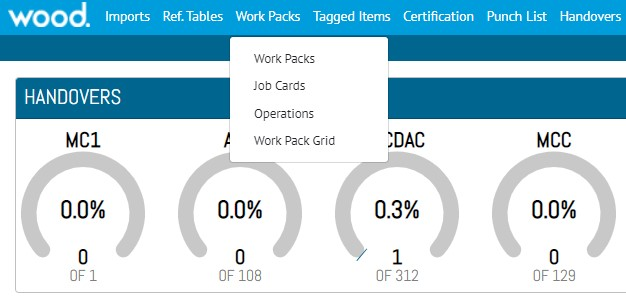 wood. Imports Ref. Tables Work Packs Tagged Items Certification Punch List Handovers
Work Packs
Job Cards
Operations
Work Pack Grid
HANDOVERS
MC1
0.0%
0
OF 1
A
0.0%
0
OF 108
CDAC
0.3%
1
OF 312
MCC
0.0%
0
OF 129